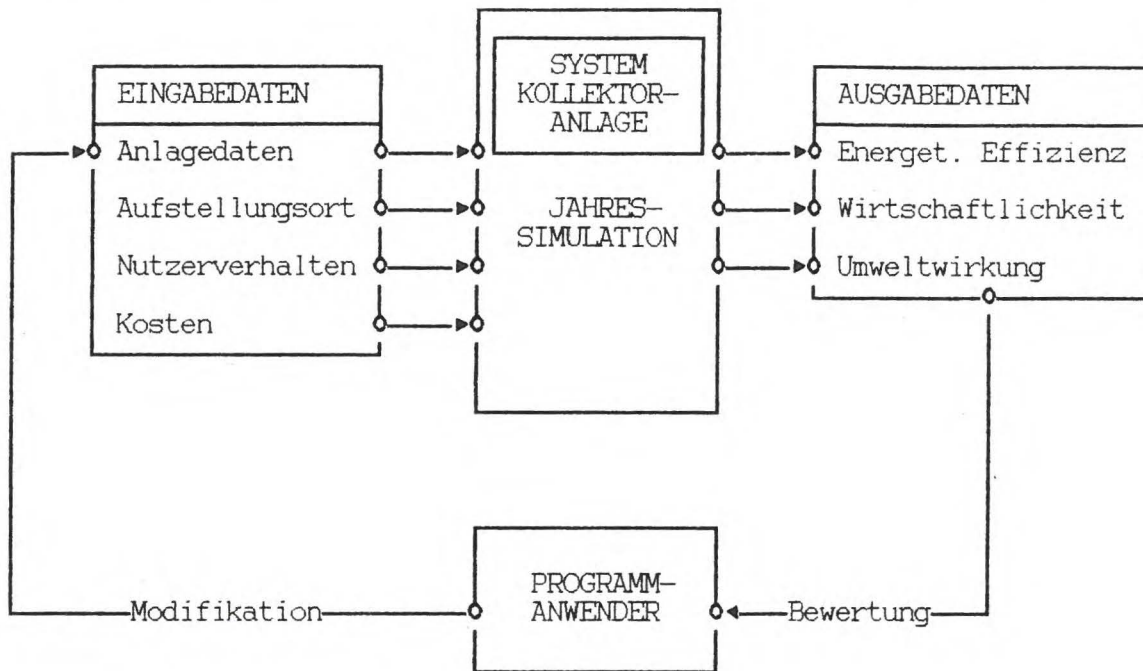 EINGABEDATEN
Anlagedaten
Aufstellungsort
Nutzerverhalten
Kosten
SYSTEM
KOLLEKTOR-
ANLAGE
JAHRES-
SIMULATION
AUSGABEDATEN
Energet. Effizienz
Wirtschaftlichkeit
Umweltwirkung
Modifikation
PROGRAMM-
ANWENDER
Bewertung